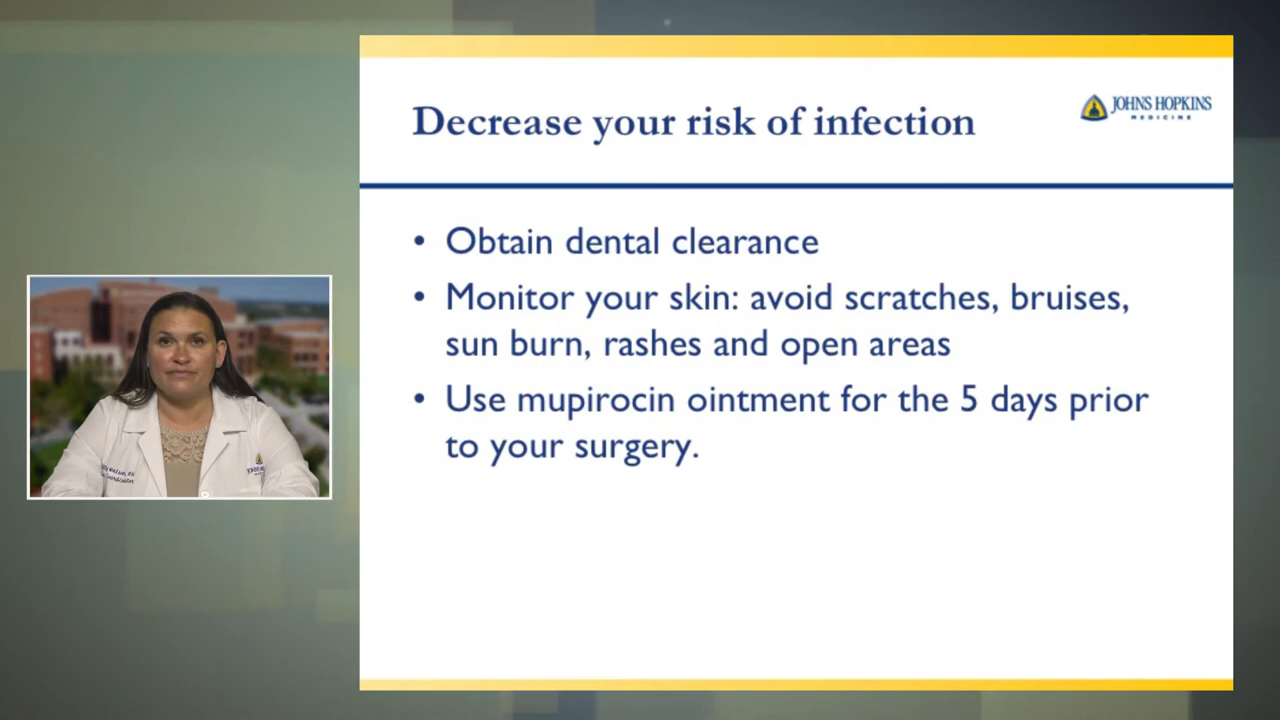 Decrease your risk of infection
JOHNS HOPKINS
MEDICINE
• Obtain dental clearance
• Monitor your skin: avoid scratches, bruises,
sun burn, rashes and open areas
• Use mupirocin ointment for the 5 days prior
to your surgery.